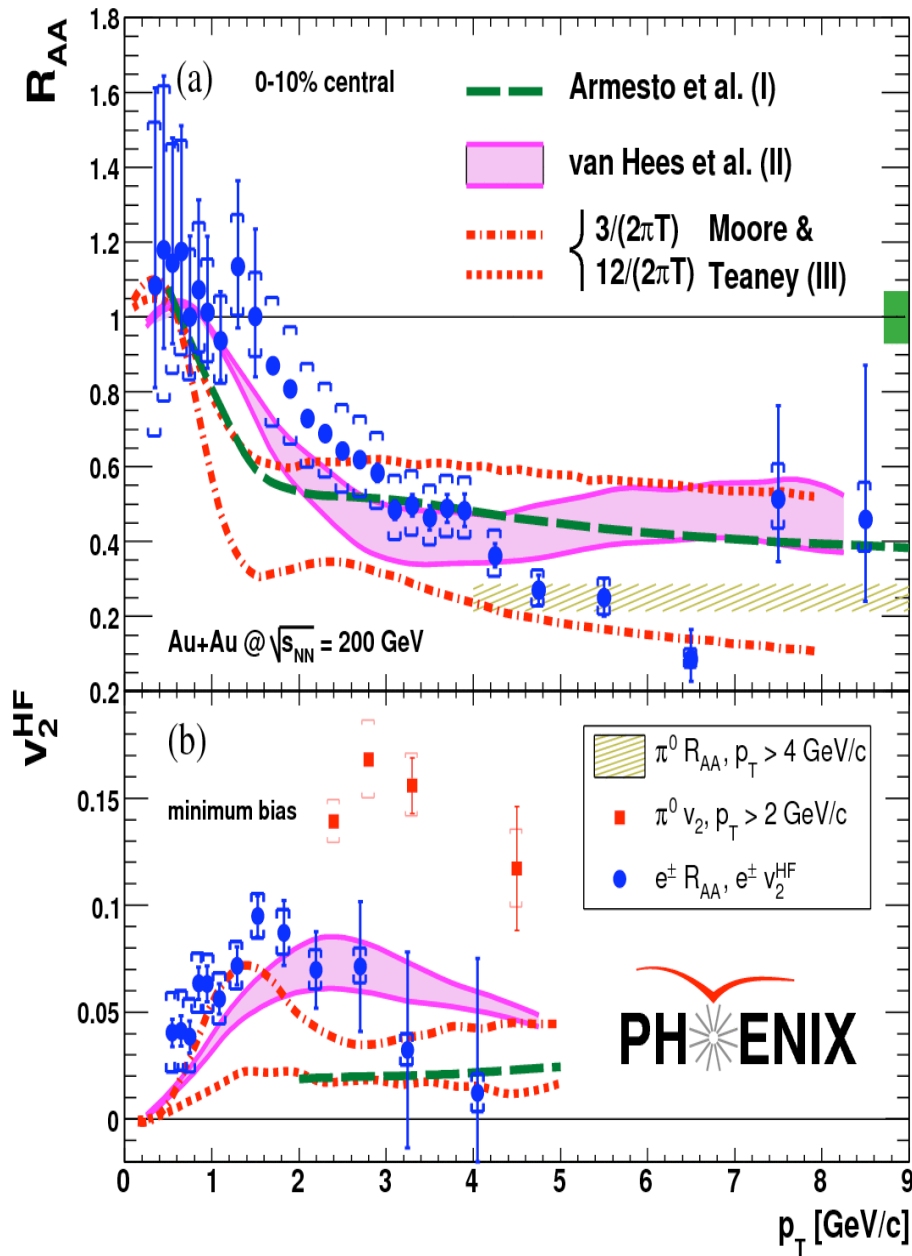 R_AA
1.8
1.6
1.4
1.2
1
0.8
0.6
0.4
0.2
(a) 0-10% central
Armesto et al. (I)
van Hees et al. (II)
3/(2πT) Moore &
12/(2πT) Teaney (III)
Au+Au @ √s_NN = 200 GeV
v_2^HF
0.2
0.15
0.1
0.05
0
(b)
minimum bias
π⁰ R_AA, p_T > 4 GeV/c
π⁰ v_2, p_T > 2 GeV/c
e^± R_AA, e^± v_2^HF
PHENIX
0 1 2 3 4 5 6 7 8 9
p_T [GeV/c]